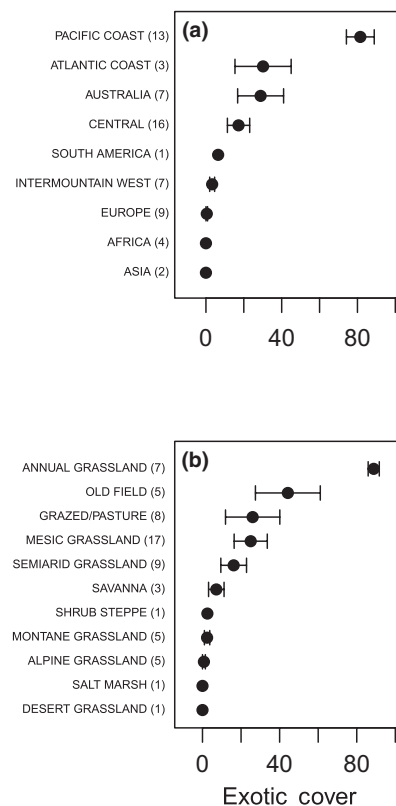 (a)
PACIFIC COAST (13)
ATLANTIC COAST (3)
AUSTRALIA (7)
CENTRAL (16)
SOUTH AMERICA (1)
INTERMOUNTAIN WEST (7)
EUROPE (9)
AFRICA (4)
ASIA (2)
0 40 80
(b)
ANNUAL GRASSLAND (7)
OLD FIELD (5)
GRAZED/PASTURE (8)
MESIC GRASSLAND (17)
SEMIARID GRASSLAND (9)
SAVANNA (3)
SHRUB STEPPE (1)
MONTANE GRASSLAND (5)
ALPINE GRASSLAND (5)
SALT MARSH (1)
DESERT GRASSLAND (1)
0 40 80
Exotic cover